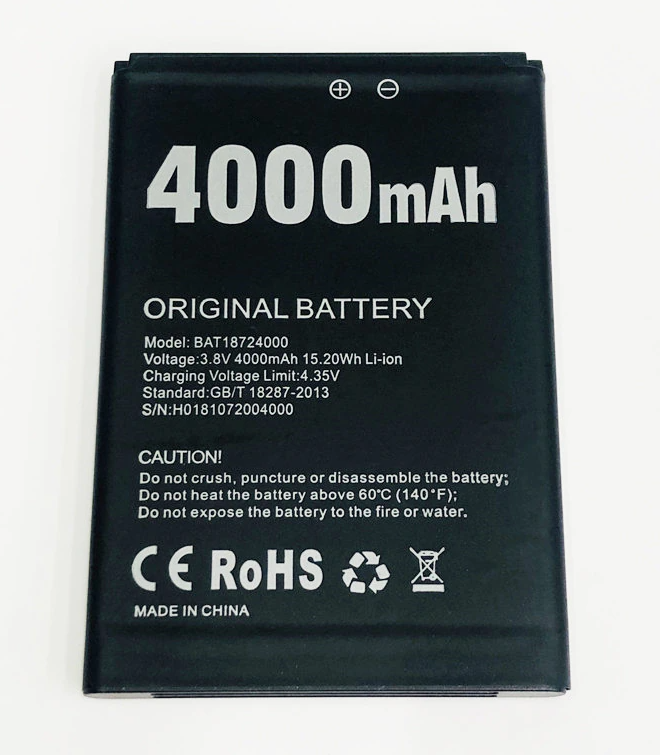 ⊕ ⊖
4000mAh
ORIGINAL BATTERY
Model: BAT18724000
Voltage:3.8V 4000mAh 15.20Wh Li-ion
Charging Voltage Limit:4.35V
Standard:GB/T 18287-2013
S/N:H0181072004000
CAUTION!
Do not crush, puncture or disassemble the battery;
Do not heat the battery above 60℃ (140°F);
Do not expose the battery to the fire or water.
CE RoHS
MADE IN CHINA